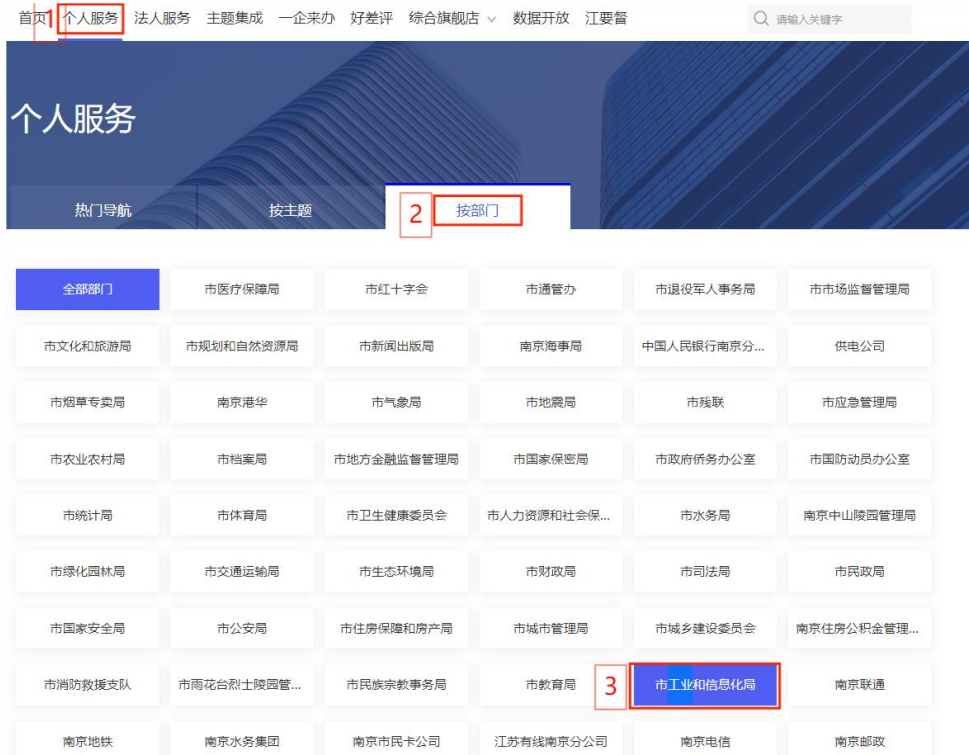 首页 1 个人服务 法人服务 主题集成 一企来办 好差评 综合旗舰店 数据开放 江要督 请输入关键字
个人服务
热门导航 按主题 2 按部门
全部部门 市医疗保障局 市红十字会 市通管办 市退役军人事务局 市市场监督管理局
市文化和旅游局 市规划和自然资源局 市新闻出版局 南京海事局 中国人民银行南京分... 供电公司
市烟草专卖局 南京港华 市气象局 市地震局 市残联 市应急管理局
市农业农村局 市档案局 市地方金融监督管理局 市国家保密局 市政府侨务办公室 市国防动员办公室
市统计局 市体育局 市卫生健康委员会 市人力资源和社会保... 市水务局 南京中山陵园管理局
市绿化园林局 市交通运输局 市生态环境局 市财政局 市司法局 市民政局
市国家安全局 市公安局 市住房保障和房产局 市城市管理局 市城乡建设委员会 南京住房公积金管理...
市消防救援支队 市雨花台烈士陵园管... 市民族宗教事务局 市教育局 3 市工业和信息化局 南京联通
南京地铁 南京水务集团 南京市民卡公司 江苏有线南京分公司 南京电信 南京邮政